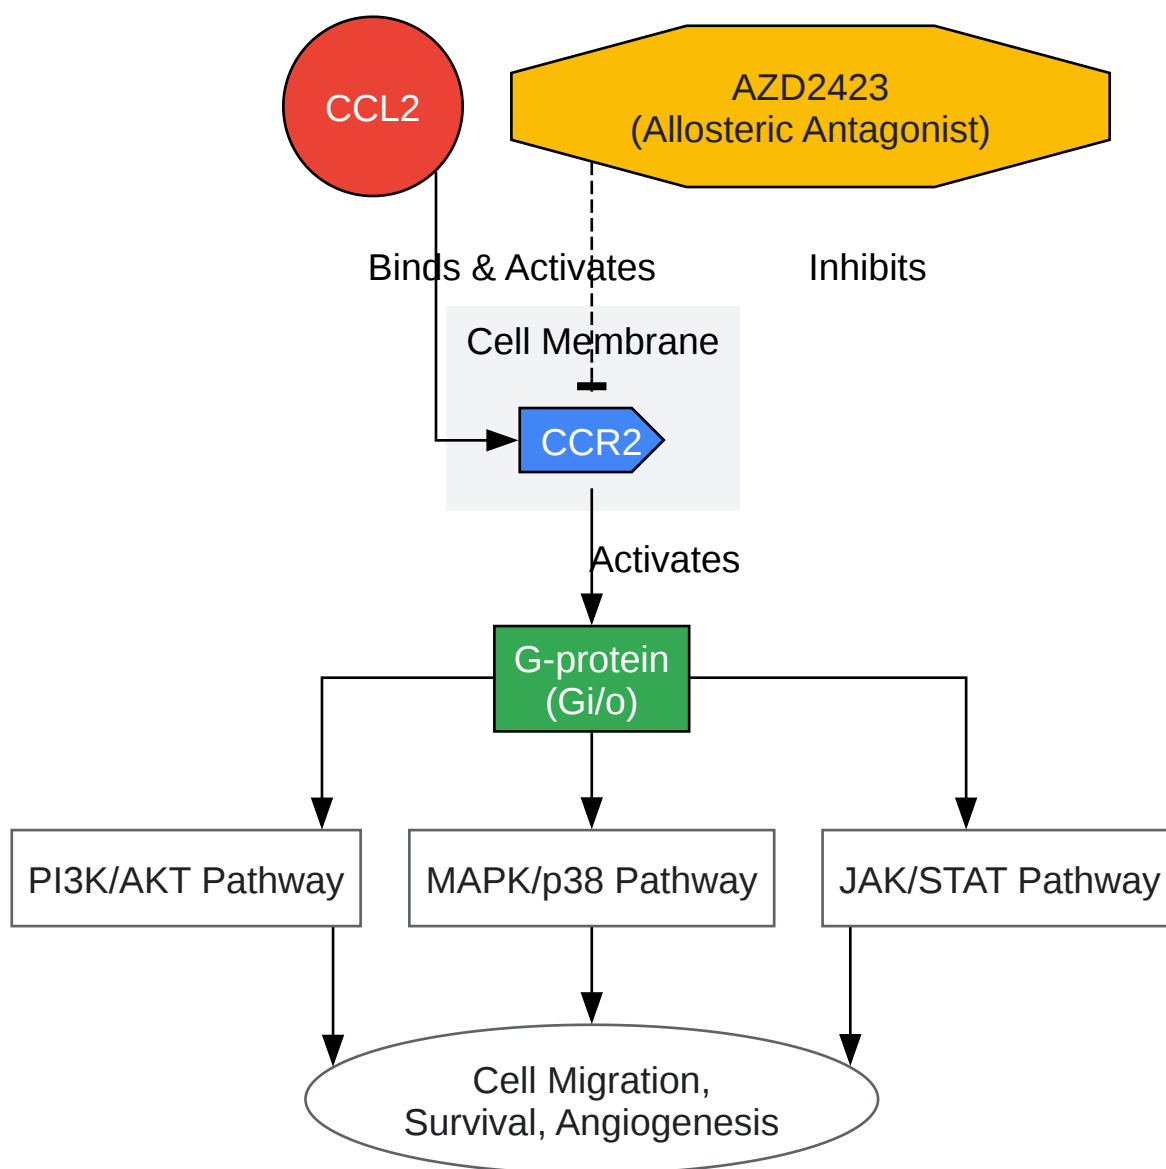 CCL2
AZD2423
(Allosteric Antagonist)
Binds & Activates
Inhibits
Cell Membrane
CCR2
Activates
G-protein
(Gi/o)
PI3K/AKT Pathway
MAPK/p38 Pathway
JAK/STAT Pathway
Cell Migration,
Survival, Angiogenesis